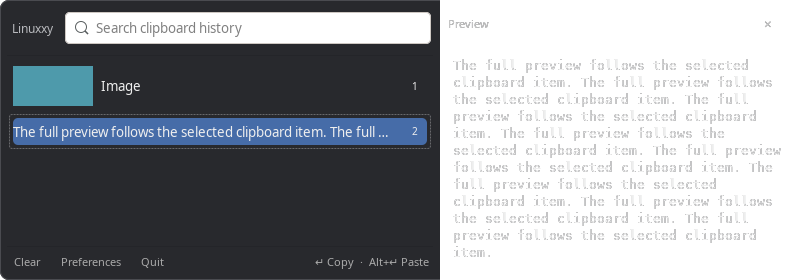 Linuxxy
Search clipboard history
Image 1
The full preview follows the selected clipboard item. The full ... 2
Clear Preferences Quit ↵ Copy · Alt+↵ Paste
Preview ×
The full preview follows the selected
clipboard item. The full preview follows
the selected clipboard item. The full
preview follows the selected clipboard
item. The full preview follows the
selected clipboard item. The full preview
follows the selected clipboard item. The
full preview follows the selected
clipboard item. The full preview follows
the selected clipboard item. The full
preview follows the selected clipboard
item.